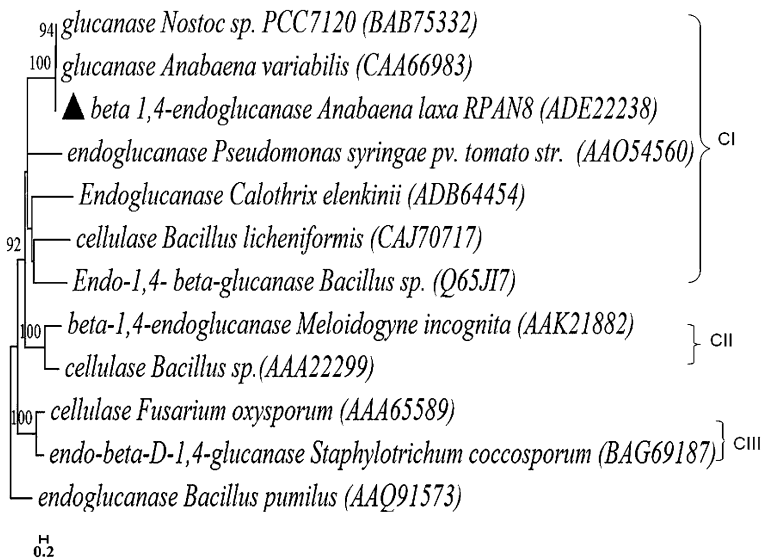 94 glucanase Nostoc sp. PCC7120 (BAB75332)
100 glucanase Anabaena variabilis (CAA66983)
beta 1,4-endoglucanase Anabaena laxa RPAN8 (ADE22238)
CI
endoglucanase Pseudomonas syringae pv. tomato str. (AAO54560)
Endoglucanase Calothrix elenkinii (ADB64454)
92 cellulase Bacillus licheniformis (CAJ70717)
Endo-1,4- beta-glucanase Bacillus sp. (Q65JI7)
100 beta-1,4-endoglucanase Meloidogyne incognita (AAK21882)
CII
cellulase Bacillus sp.(AAA22299)
100 cellulase Fusarium oxysporum (AAA65589)
CIII
endo-beta-D-1,4-glucanase Staphylotrichum coccosporum (BAG69187)
endoglucanase Bacillus pumilus (AAQ91573)
0.2